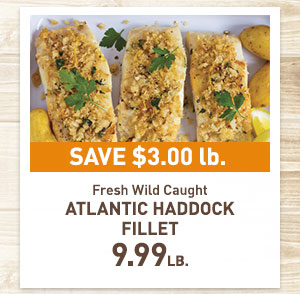 SAVE $3.00 lb.
Fresh Wild Caught
ATLANTIC HADDOCK
FILLET
9.99LB.